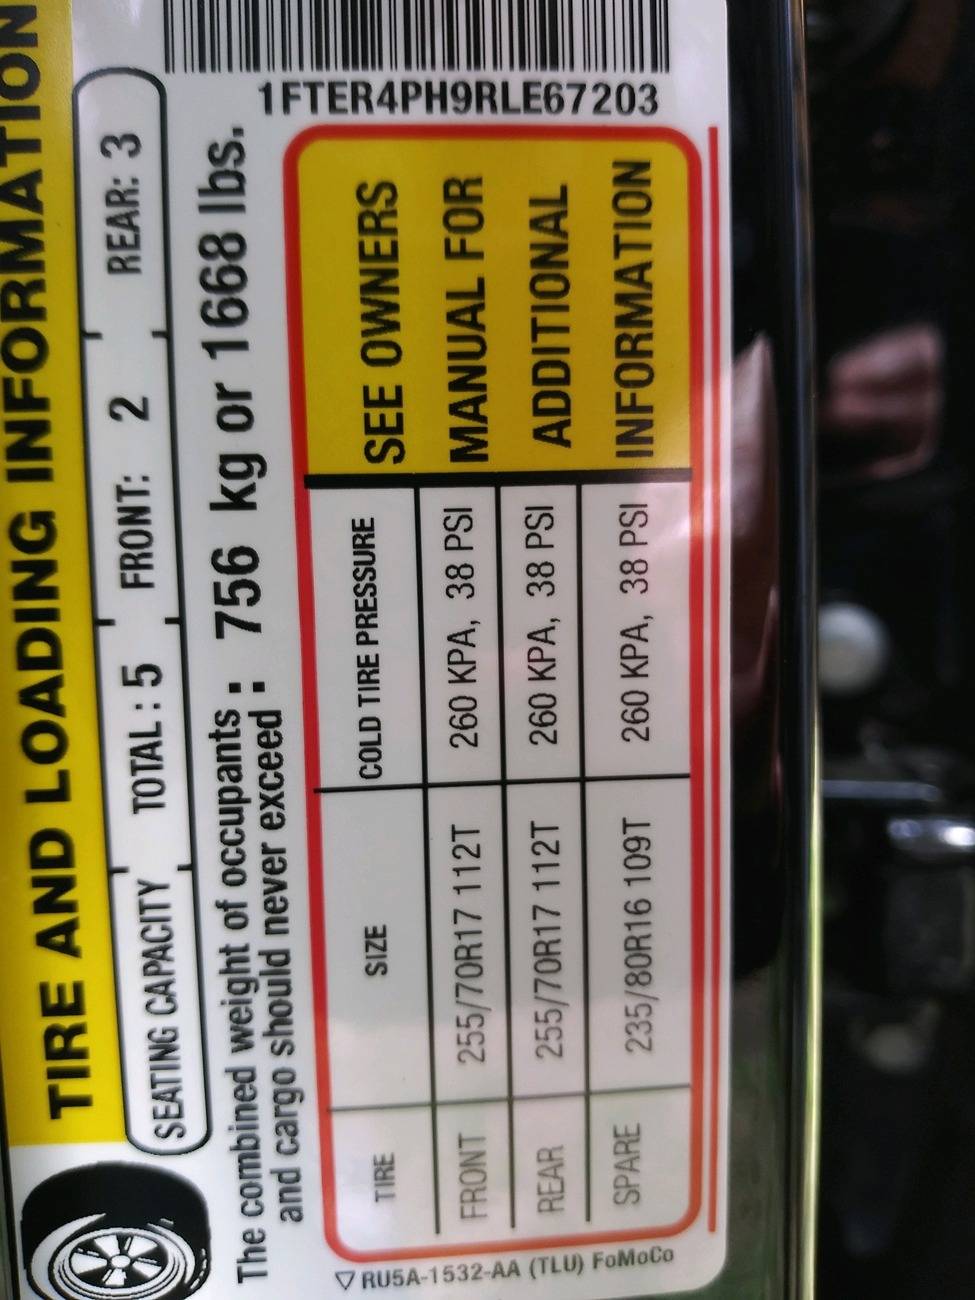 TIRE AND LOADING INFORMATION
SEATING CAPACITY TOTAL : 5 FRONT: 2 REAR: 3
The combined weight of occupants :
and cargo should never exceed : 756 kg or 1668 lbs.
TIRE SIZE COLD TIRE PRESSURE SEE OWNERS
FRONT 255/70R17 112T 260 KPA, 38 PSI MANUAL FOR
REAR 255/70R17 112T 260 KPA, 38 PSI ADDITIONAL
SPARE 235/80R16 109T 260 KPA, 38 PSI INFORMATION
RU5A-1532-AA (TLU) FoMoCo
1FTER4PH9RLE67203